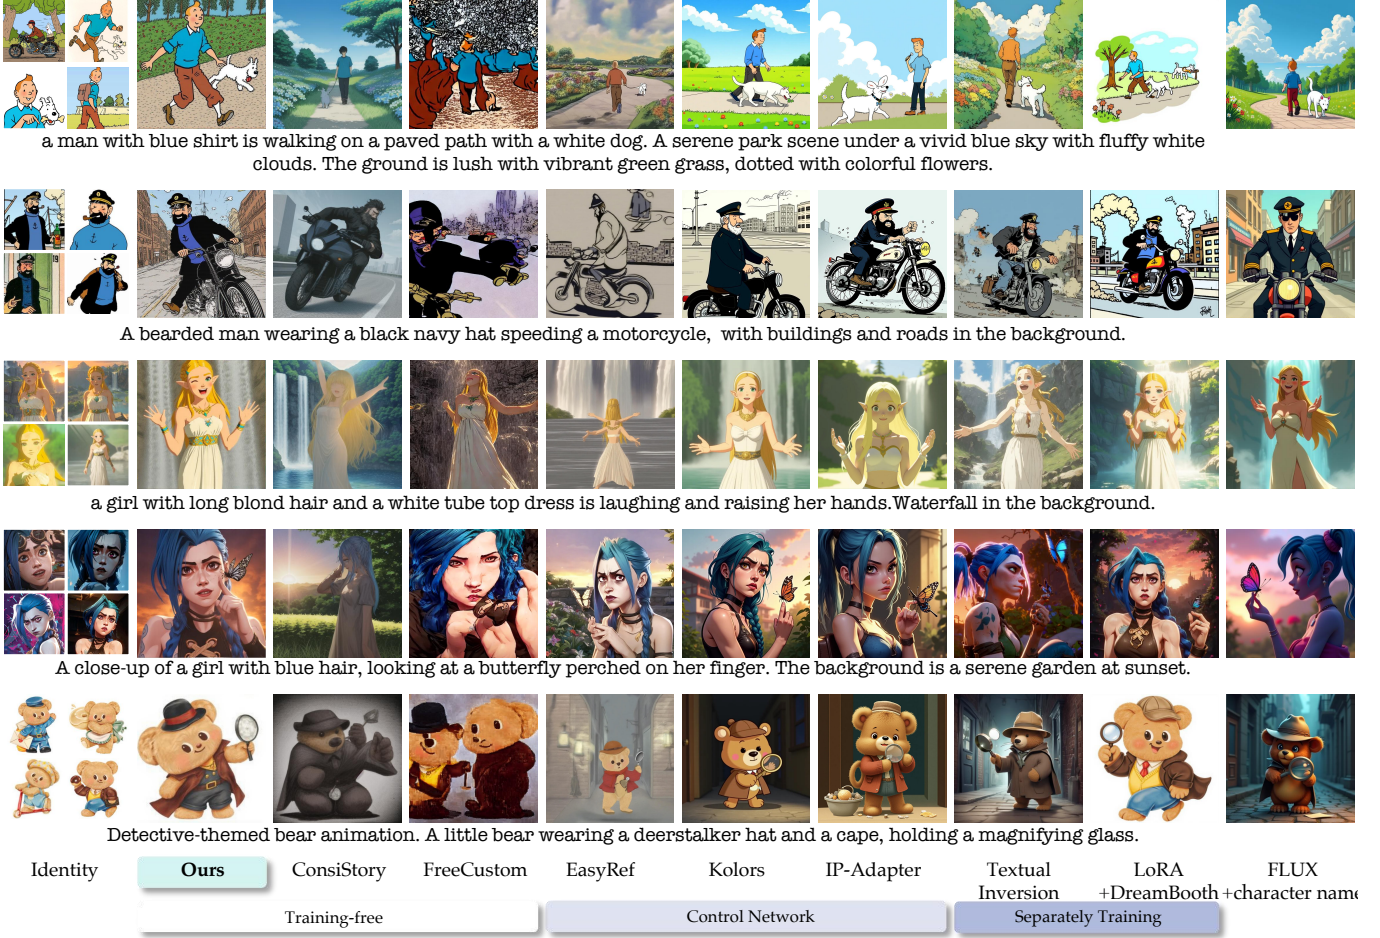 a man with blue shirt is walking on a paved path with a white dog. A serene park scene under a vivid blue sky with fluffy white
clouds. The ground is lush with vibrant green grass, dotted with colorful flowers.
A bearded man wearing a black navy hat speeding a motorcycle,  with buildings and roads in the background.
a girl with long blond hair and a white tube top dress is laughing and raising her hands.Waterfall in the background.
A close-up of a girl with blue hair, looking at a butterfly perched on her finger. The background is a serene garden at sunset.
Detective-themed bear animation. A little bear wearing a deerstalker hat and a cape, holding a magnifying glass.
Identity Ours ConsiStory FreeCustom EasyRef Kolors IP-Adapter Textual LoRA FLUX
Inversion +DreamBooth +character name
Training-free Control Network Separately Training